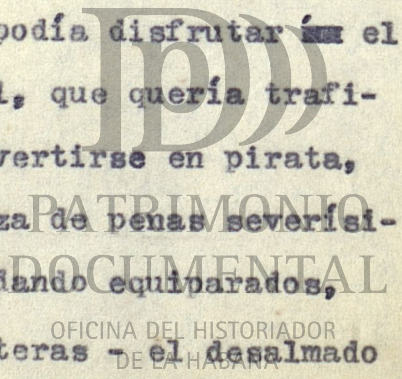 podía disfrutar el
l, que quería trafi-
vertirse en pirata,
za de penas severísi-
dando equiparados,
teras - el desalmado
PATRIMONIO
DOCUMENTAL
OFICINA DEL HISTORIADOR
DE LA HABANA